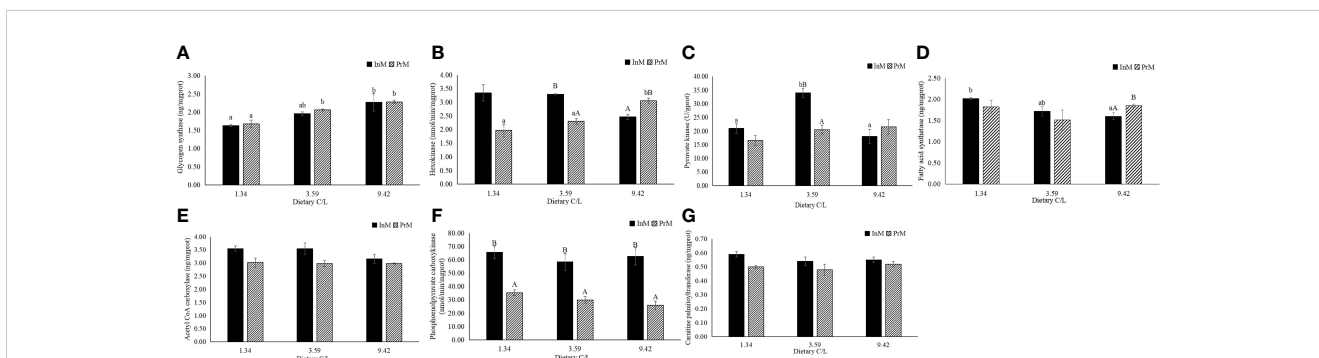 A
InM PrM
Glycogen synthase (ng/mgprot)
3.00
2.50
2.00
1.50
1.00
0.50
0.00
a a ab b b b
1.34 3.59 9.42
Dietary C/L
B
InM PrM
Hexokinase (nmol/min/mgprot)
4.00
3.50
3.00
2.50
2.00
1.50
1.00
0.50
0.00
a B aA A bB
1.34 3.59 9.42
Dietary C/L
C
InM PrM
Pyruvate kinase (U/gprot)
40.00
35.00
30.00
25.00
20.00
15.00
10.00
5.00
0.00
a bB A a
1.34 3.59 9.42
Dietary C/L
D
InM PrM
Fatty acid synthetase (ng/mgprot)
2.50
2.00
1.50
1.00
0.50
0.00
b ab aA B
1.34 3.59 9.42
Dietary C/L
E
InM PrM
Acetyl CoA carboxylase (ng/mgprot)
4.00
3.50
3.00
2.50
2.00
1.50
1.00
0.50
0.00
1.34 3.59 9.42
Dietary C/L
F
InM PrM
Phosphoenolpyruvate carboxylkinase
(nmol/min/mgprot)
80.00
70.00
60.00
50.00
40.00
30.00
20.00
10.00
0.00
B A B A B A
1.34 3.59 9.42
Dietary C/L
G
InM PrM
Carnitine palmitoyltransferase (ng/mgprot)
0.70
0.60
0.50
0.40
0.30
0.20
0.10
0.00
1.34 3.59 9.42
Dietary C/L